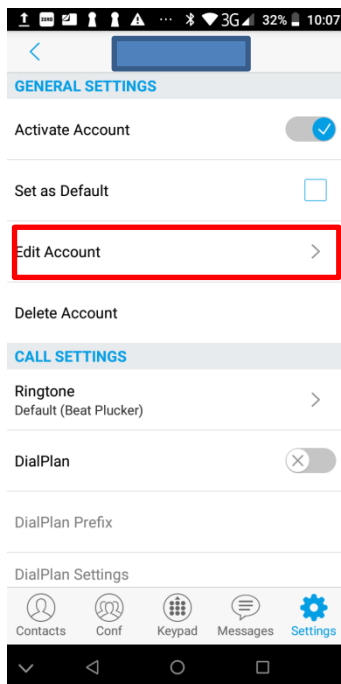 3G 32% 10:07
GENERAL SETTINGS
Activate Account
Set as Default
Edit Account
Delete Account
CALL SETTINGS
Ringtone
Default (Beat Plucker)
DialPlan
DialPlan Prefix
DialPlan Settings
Contacts Conf Keypad Messages Settings